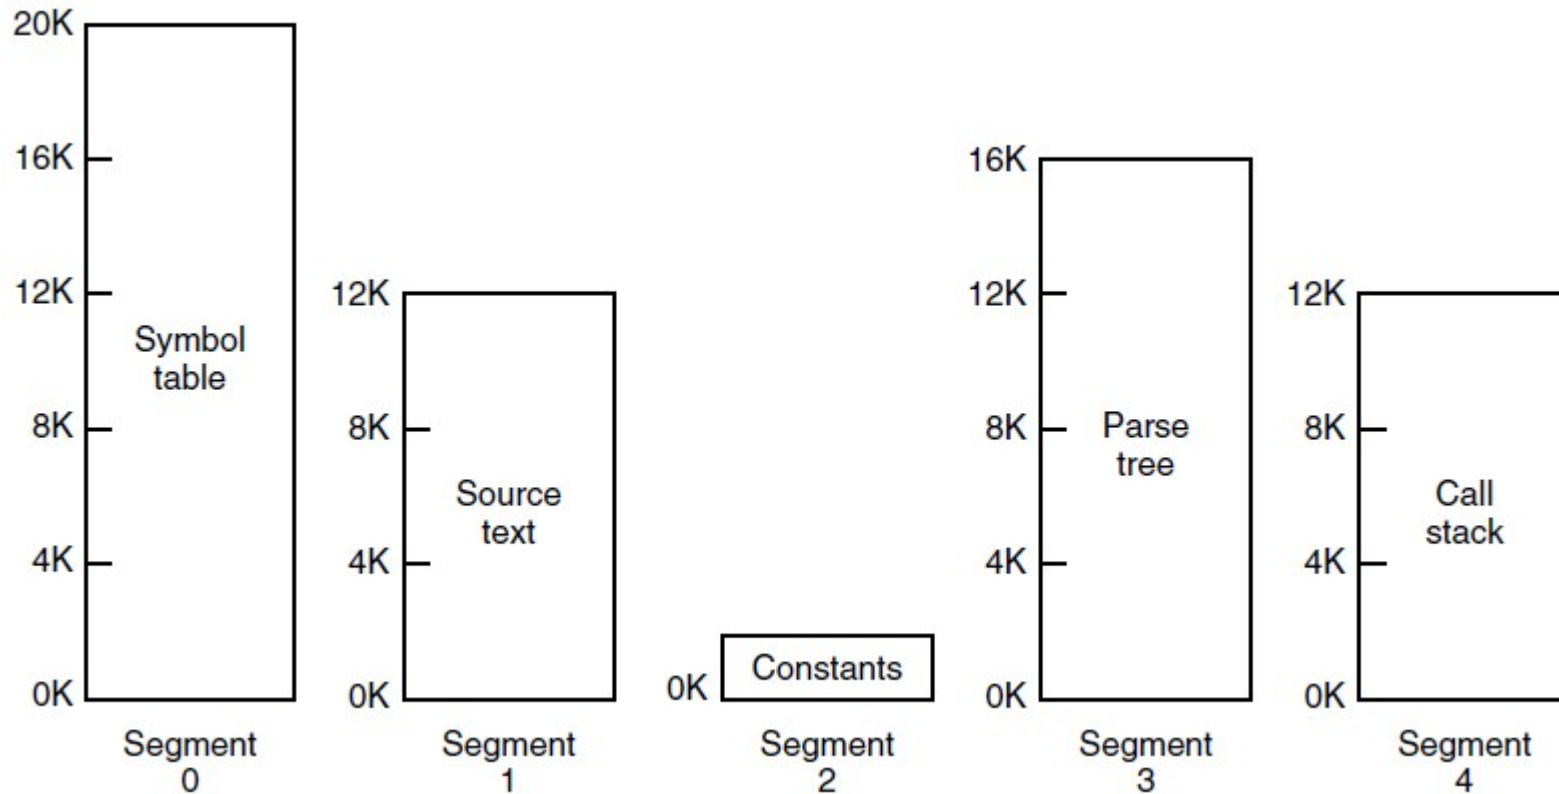 20K
16K
12K
8K
4K
0K
Symbol
table
Segment
0
12K
8K
4K
0K
Source
text
Segment
1
0K
Constants
Segment
2
16K
12K
8K
4K
0K
Parse
tree
Segment
3
12K
8K
4K
0K
Call
stack
Segment
4